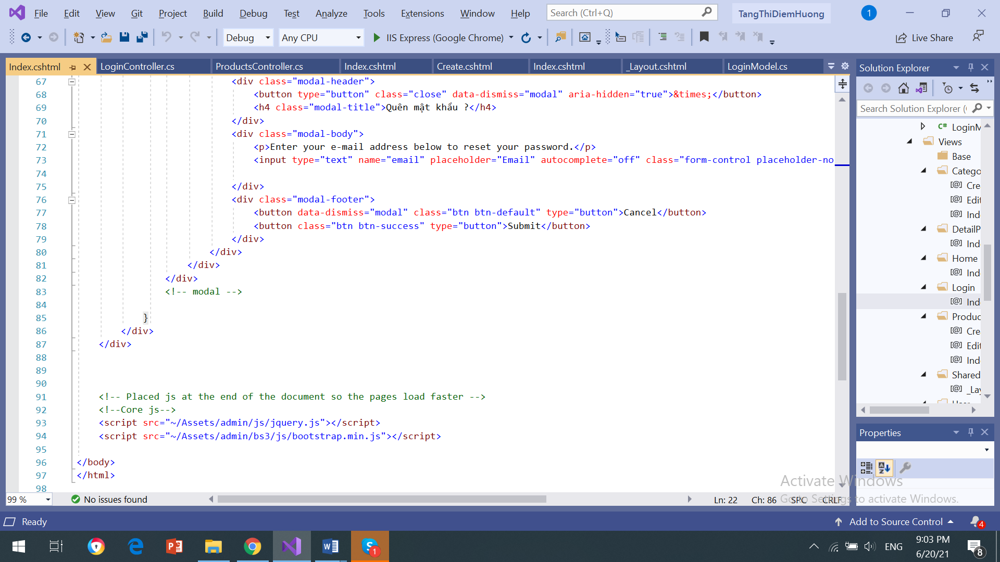 File Edit View Git Project Build Debug Test Analyze Tools Extensions Window Help Search (Ctrl+Q) TangThiDiemHuong 1
Debug Any CPU IIS Express (Google Chrome) Live Share
Index.cshtml LoginController.cs ProductsController.cs Index.cshtml Create.cshtml Index.cshtml _Layout.cshtml LoginModel.cs
67 <div class="modal-header">
68 <button type="button" class="close" data-dismiss="modal" aria-hidden="true">&times;</button>
69 <h4 class="modal-title">Quên mật khẩu ?</h4>
70 </div>
71 <div class="modal-body">
72 <p>Enter your e-mail address below to reset your password.</p>
73 <input type="text" name="email" placeholder="Email" autocomplete="off" class="form-control placeholder-no
74
75 </div>
76 <div class="modal-footer">
77 <button data-dismiss="modal" class="btn btn-default" type="button">Cancel</button>
78 <button class="btn btn-success" type="button">Submit</button>
79 </div>
80 </div>
81 </div>
82 </div>
83 <!-- modal -->
84
85 }
86 </div>
87 </div>
88
89
90
91 <!-- Placed js at the end of the document so the pages load faster -->
92 <!--Core js-->
93 <script src="~/Assets/admin/js/jquery.js"></script>
94 <script src="~/Assets/admin/bs3/js/bootstrap.min.js"></script>
95
96 </body>
97 </html>
98
99 % No issues found Ln: 22 Ch: 86 SPC CRLF
Solution Explorer
Search Solution Explorer (
C# LoginM
Views
Base
Catego
[@] Cre
[@] Edit
[@] Ind
DetailP
[@] Ind
Home
[@] Ind
Login
[@] Ind
Produc
[@] Cre
[@] Edit
[@] Ind
Shared
[@] _Lay
Properties
Activate Windows
Go to Settings to activate Windows.
Ready Add to Source Control 4
1 ENG 9:03 PM
6/20/21 8